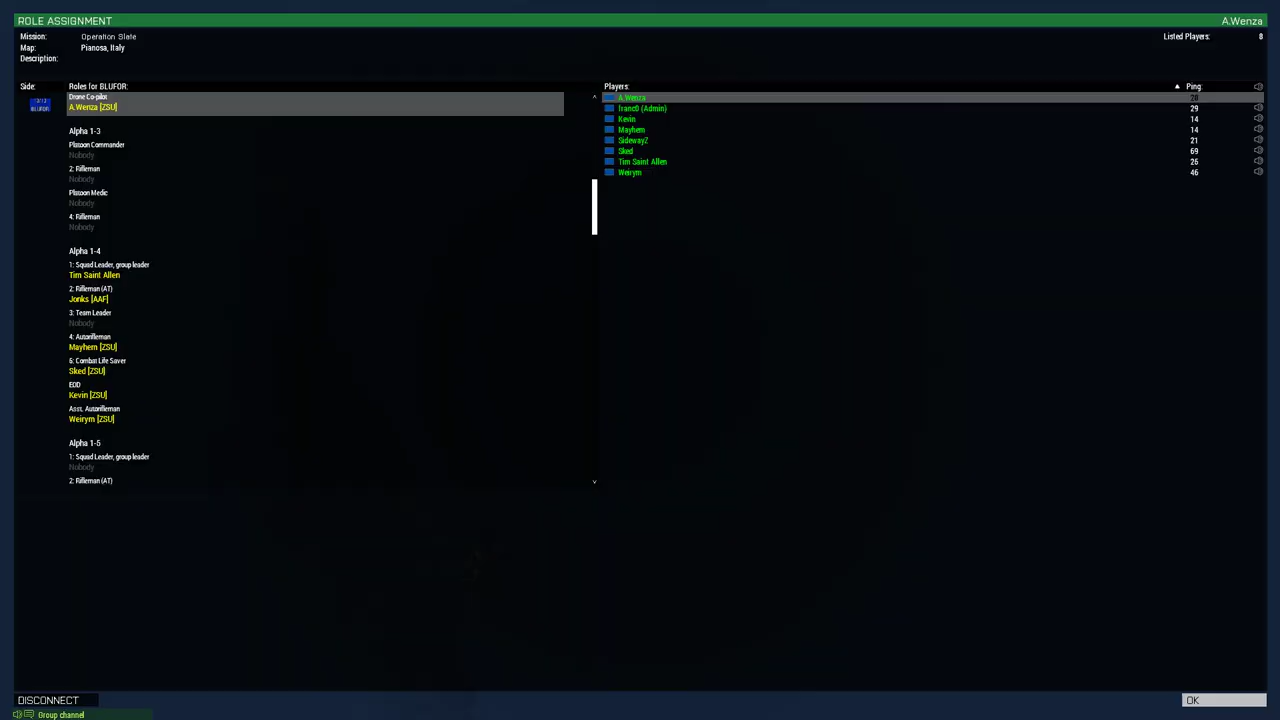 ROLE ASSIGNMENT
A.Wenza
Mission: Operation Slate
Listed Players: 8
Map: Pianosa, Italy
Description:
Side:
BLUFOR
Roles for BLUFOR:
Drone Co-pilot
A.Wenza [ZSU]
Alpha 1-3
Platoon Commander
Nobody
2: Rifleman
Nobody
Platoon Medic
Nobody
4: Rifleman
Nobody
Alpha 1-4
1: Squad Leader, group leader
Tim Saint Allen
2: Rifleman (AT)
Jonks [AAF]
3: Team Leader
Nobody
4: Autorifleman
Mayhem [ZSU]
6: Combat Life Saver
Sked [ZSU]
EOD
Kevin [ZSU]
Asst. Autorifleman
Weirym [ZSU]
Alpha 1-5
1: Squad Leader, group leader
Nobody
2: Rifleman (AT)
Players: Ping:
A.Wenza
franc0 (Admin) 29
Kevin 14
Mayhem 14
SidewayZ 21
Sked 69
Tim Saint Allen 26
Weirym 46
DISCONNECT
OK
Group channel